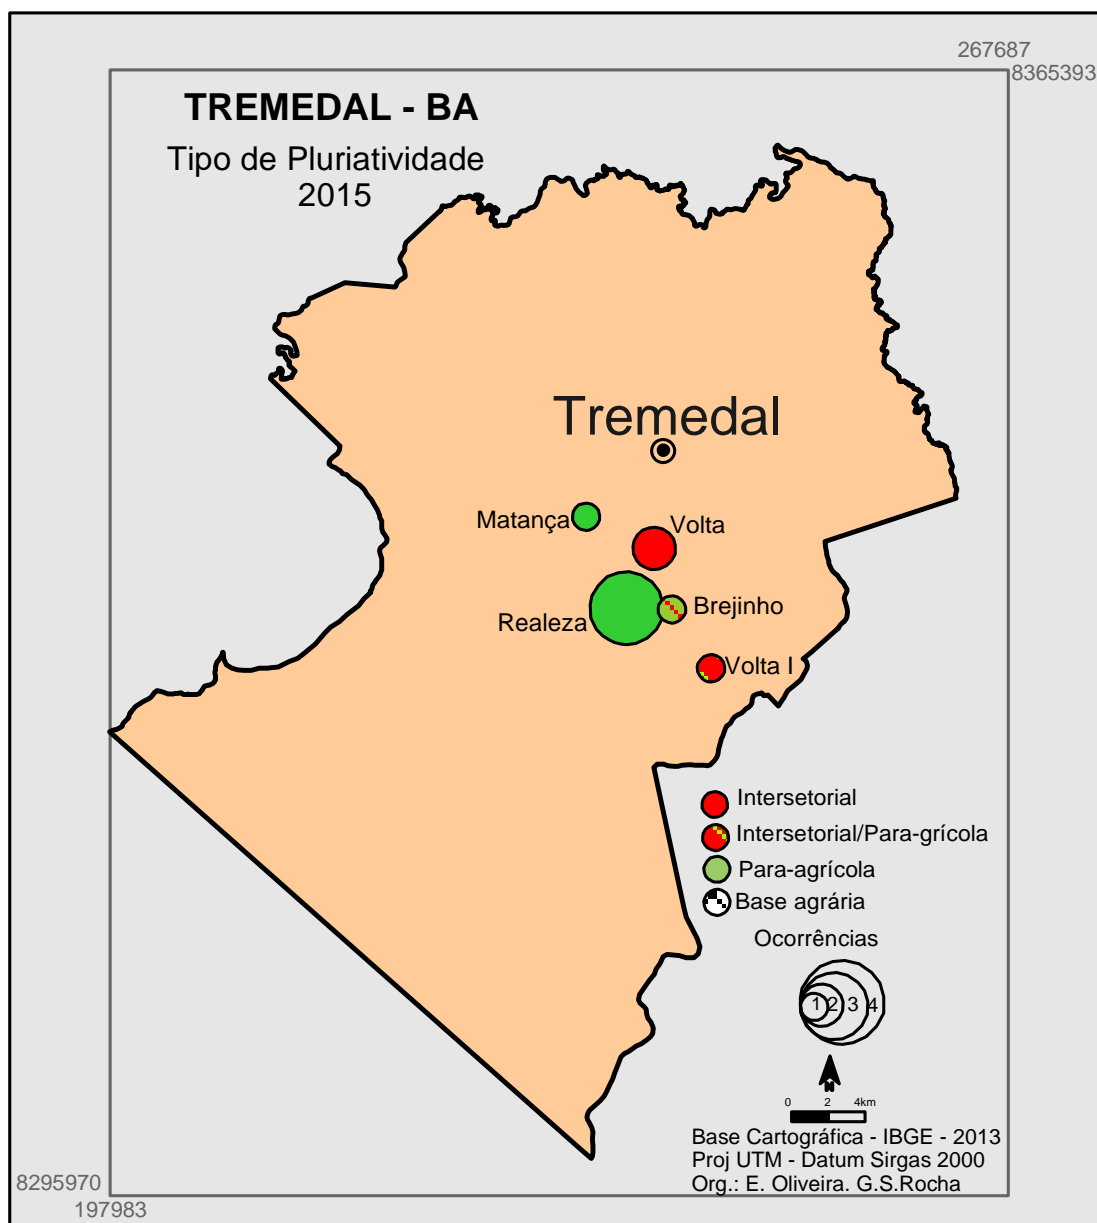 267687
8365393
TREMEDAL - BA
Tipo de Pluriatividade
2015
Tremedal
Matança
Volta
Realeza
Brejinho
Volta I
Intersetorial
Intersetorial/Para-grícola
Para-agrícola
Base agrária
Ocorrências
1 2 3 4
N
0 2 4km
Base Cartográfica - IBGE - 2013
Proj UTM - Datum Sirgas 2000
Org.: E. Oliveira. G.S.Rocha
8295970
197983